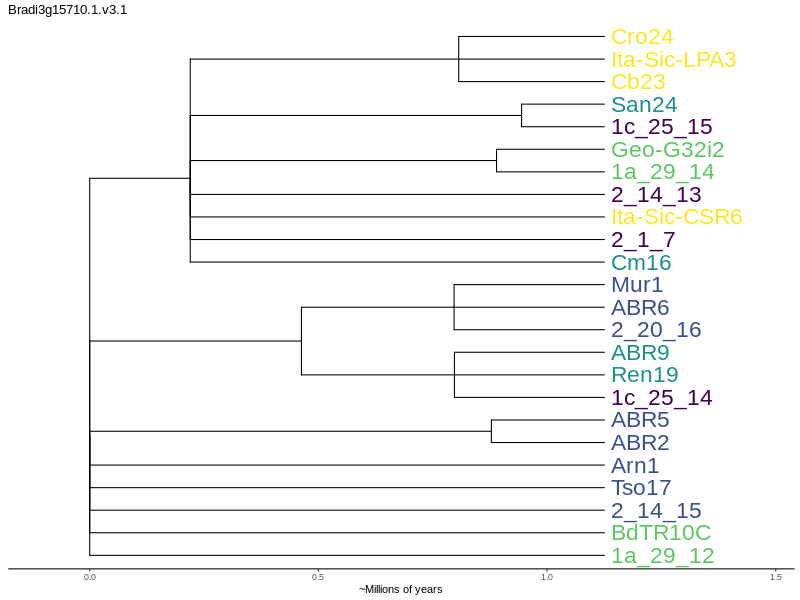 Bradi3g15710.1.v3.1
Cro24
Ita-Sic-LPA3
Cb23
San24
1c_25_15
Geo-G32i2
1a_29_14
2_14_13
Ita-Sic-CSR6
2_1_7
Cm16
Mur1
ABR6
2_20_16
ABR9
Ren19
1c_25_14
ABR5
ABR2
Arn1
Tso17
2_14_15
BdTR10C
1a_29_12
0.0 0.5 1.0 1.5
~Millions of years